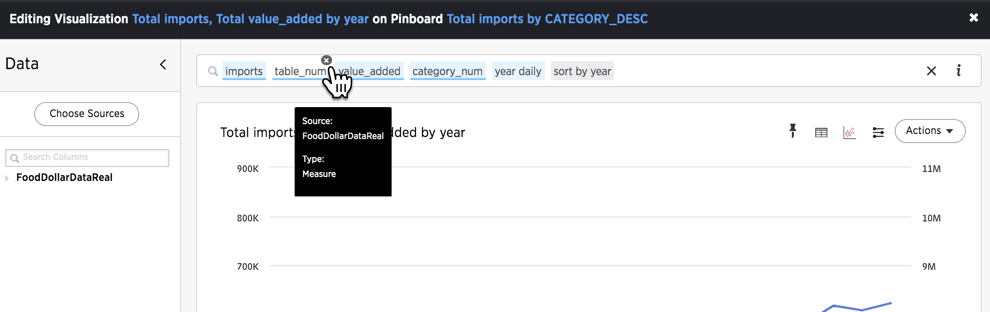 Editing Visualization Total imports, Total value_added by year on Pinboard Total imports by CATEGORY_DESC
Data
Choose Sources
Search Columns
FoodDollarDataReal
imports table_num value_added category_num year daily sort by year
Source:
FoodDollarDataReal
Type:
Measure
Total import dded by year
Actions
900K 11M
800K 10M
700K 9M